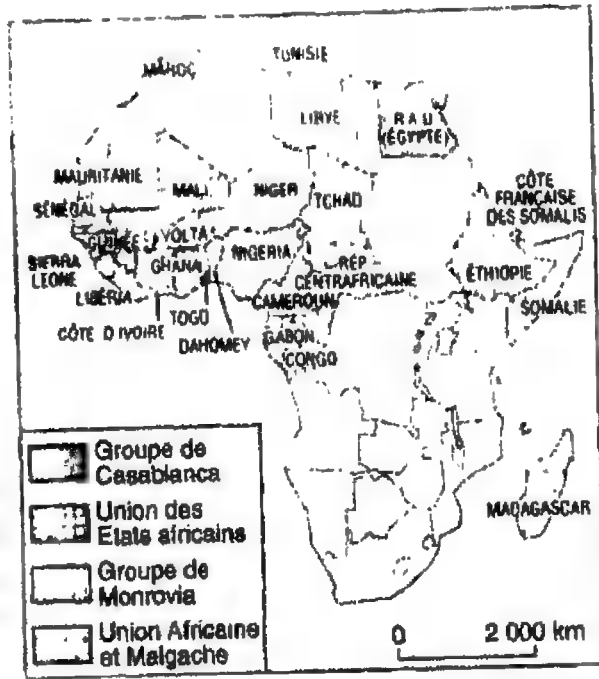 MAROC
TUNISIE
LIBYE
R A U
(ÉGYPTE)
MAURITANIE
MALI
NIGER
TCHAD
CÔTE
FRANÇAISE
DES SOMALIS
SÉNÉGAL
GUINÉE
VOLTA
NIGERIA
SIERRA
LEONE
GHANA
RÉP
CENTRAFRICAINE
ÉTHIOPIE
LIBÉRIA
CAMEROUN
SOMALIE
CÔTE D'IVOIRE
TOGO
DAHOMEY
GABON
CONGO
MADAGASCAR
Groupe de
Casablanca
Union des
Etats africains
Groupe de
Monrovia
Union Africaine
et Malgache
0 2 000 km